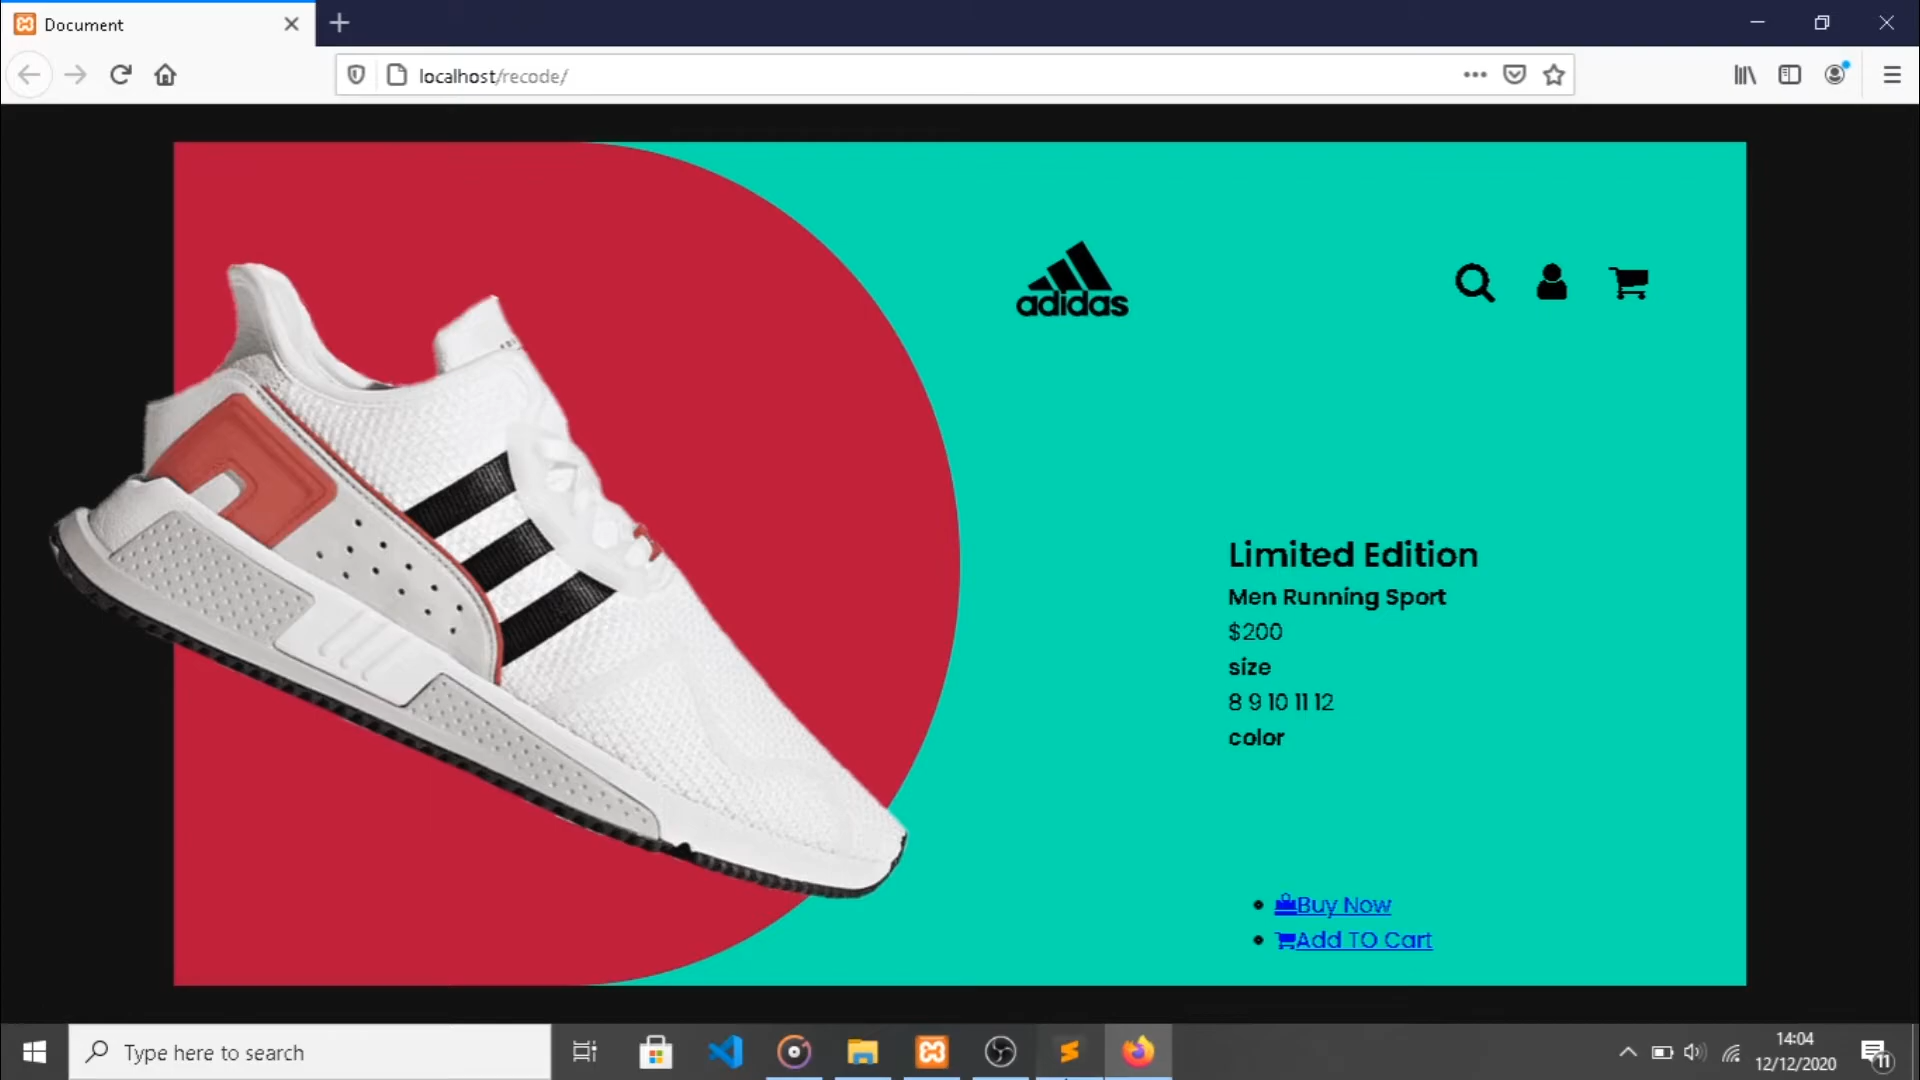 Document
localhost/recode/
adidas
Limited Edition
Men Running Sport
$200
size
8 9 10 11 12
color
Buy Now
Add TO Cart
Type here to search
14:04
12/12/2020
11